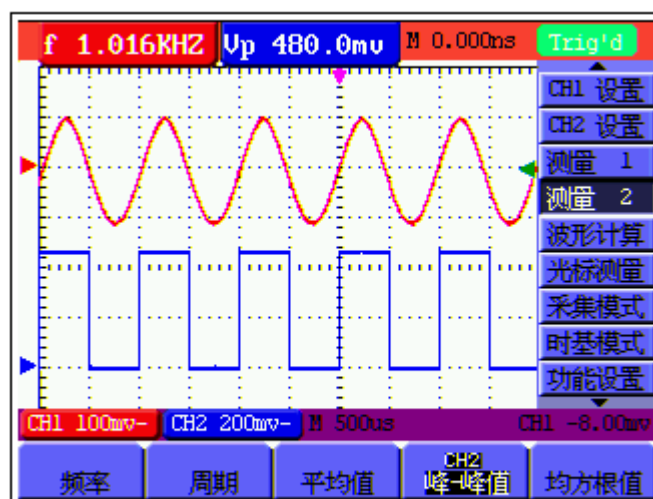 f 1.016KHZ Vp 480.0mv M 0.000ns Trig'd
CH1 设置
CH2 设置
测量 1
测量 2
波形计算
光标测量
采集模式
时基模式
功能设置
CH1 100mv- CH2 200mv- M 500us CH1 -8.00mv
频率 周期 平均值 CH2 峰-峰值 均方根值